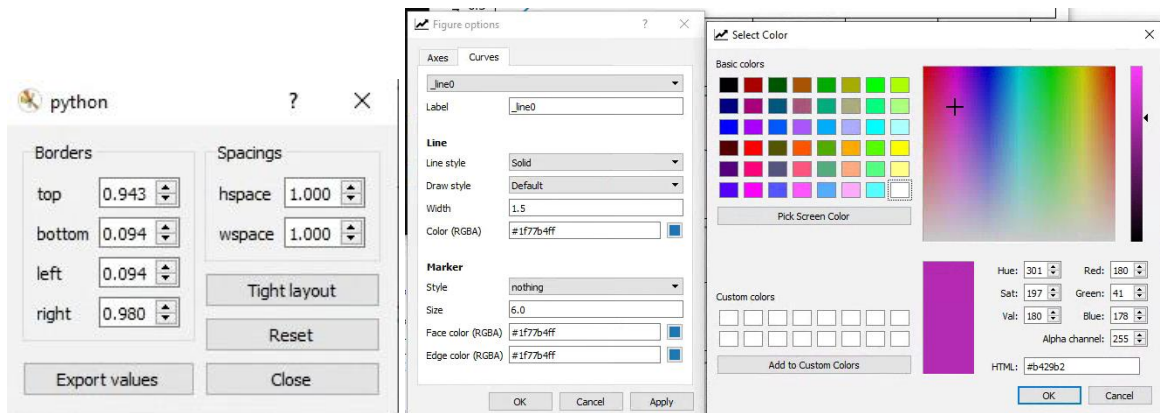 python ? ×
Borders
top 0.943
bottom 0.094
left 0.094
right 0.980
Export values
Spacings
hspace 1.000
wspace 1.000
Tight layout
Reset
Close
Figure options ? ×
Axes Curves
_line0
Label _line0
Line
Line style Solid
Draw style Default
Width 1.5
Color (RGBA) #1f77b4ff
Marker
Style nothing
Size 6.0
Face color (RGBA) #1f77b4ff
Edge color (RGBA) #1f77b4ff
OK Cancel Apply
Select Color ×
Basic colors
Pick Screen Color
Custom colors
Add to Custom Colors
Hue: 301 Red: 180
Sat: 197 Green: 41
Val: 180 Blue: 178
Alpha channel: 255
HTML: #b429b2
OK Cancel